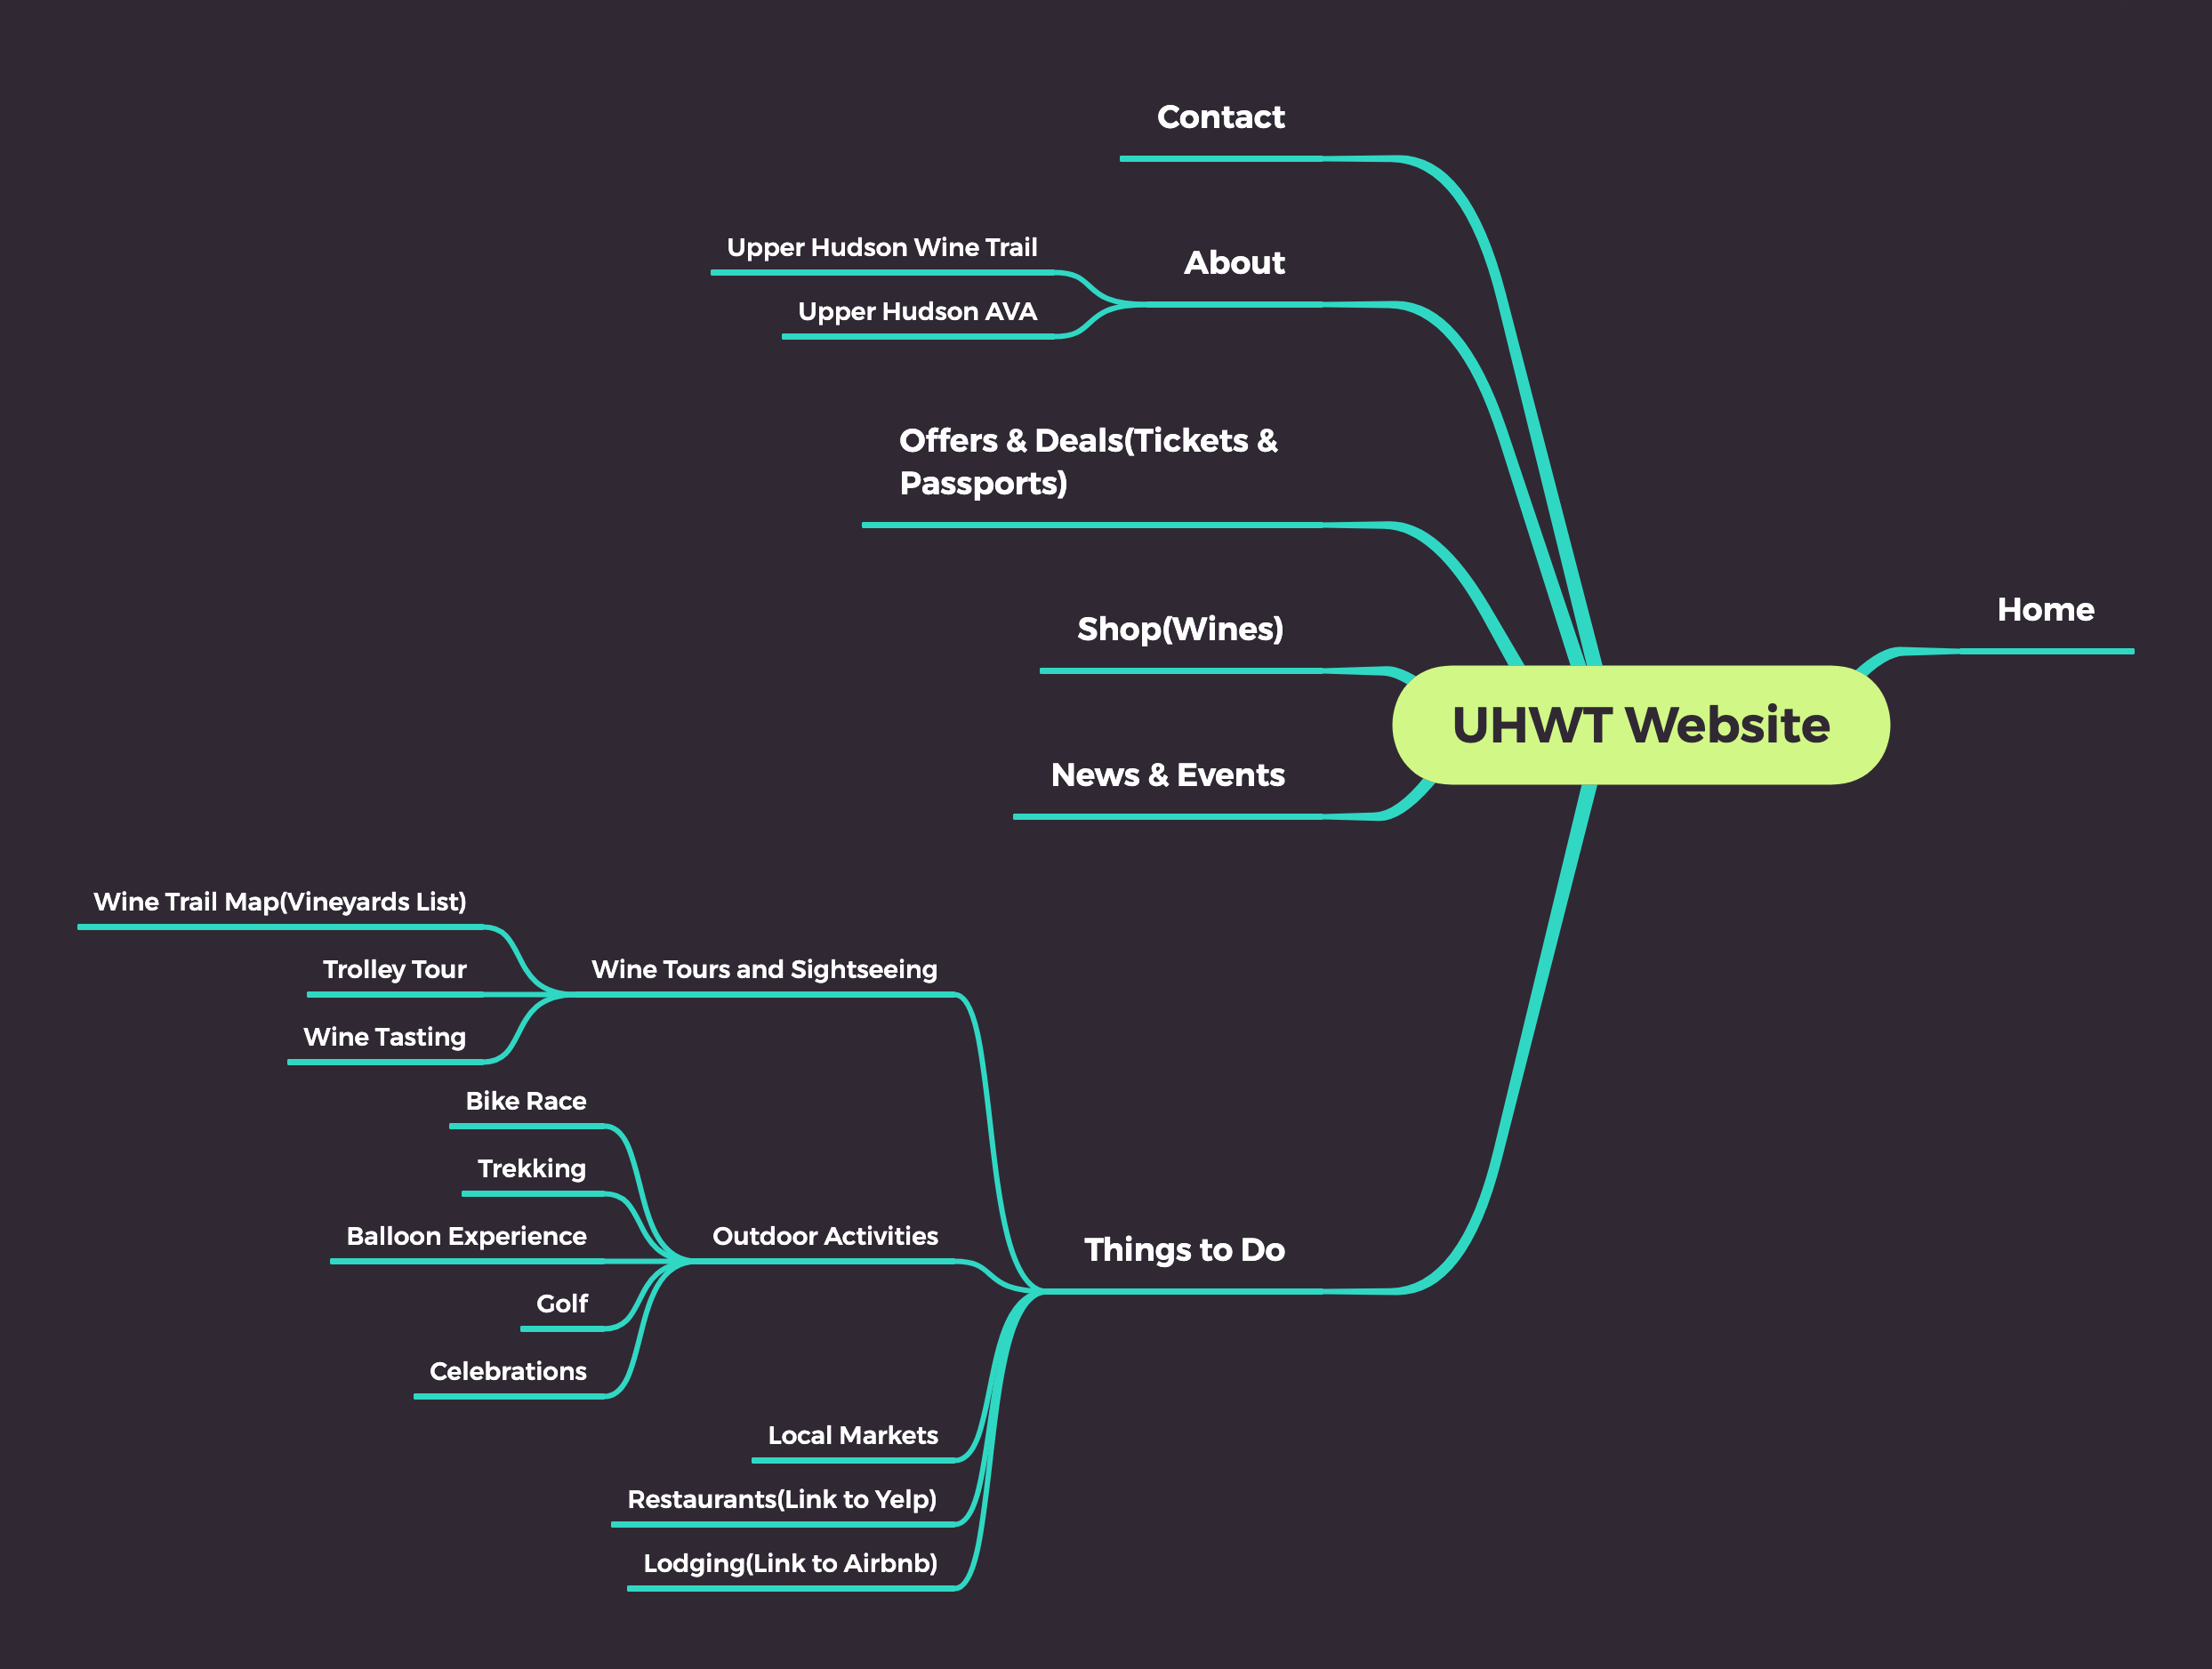 Contact
Upper Hudson Wine Trail
About
Upper Hudson AVA
Offers & Deals(Tickets &
Passports)
Home
Shop(Wines)
UHWT Website
News & Events
Wine Trail Map(Vineyards List)
Trolley Tour
Wine Tours and Sightseeing
Wine Tasting
Bike Race
Trekking
Balloon Experience
Outdoor Activities
Things to Do
Golf
Celebrations
Local Markets
Restaurants(Link to Yelp)
Lodging(Link to Airbnb)